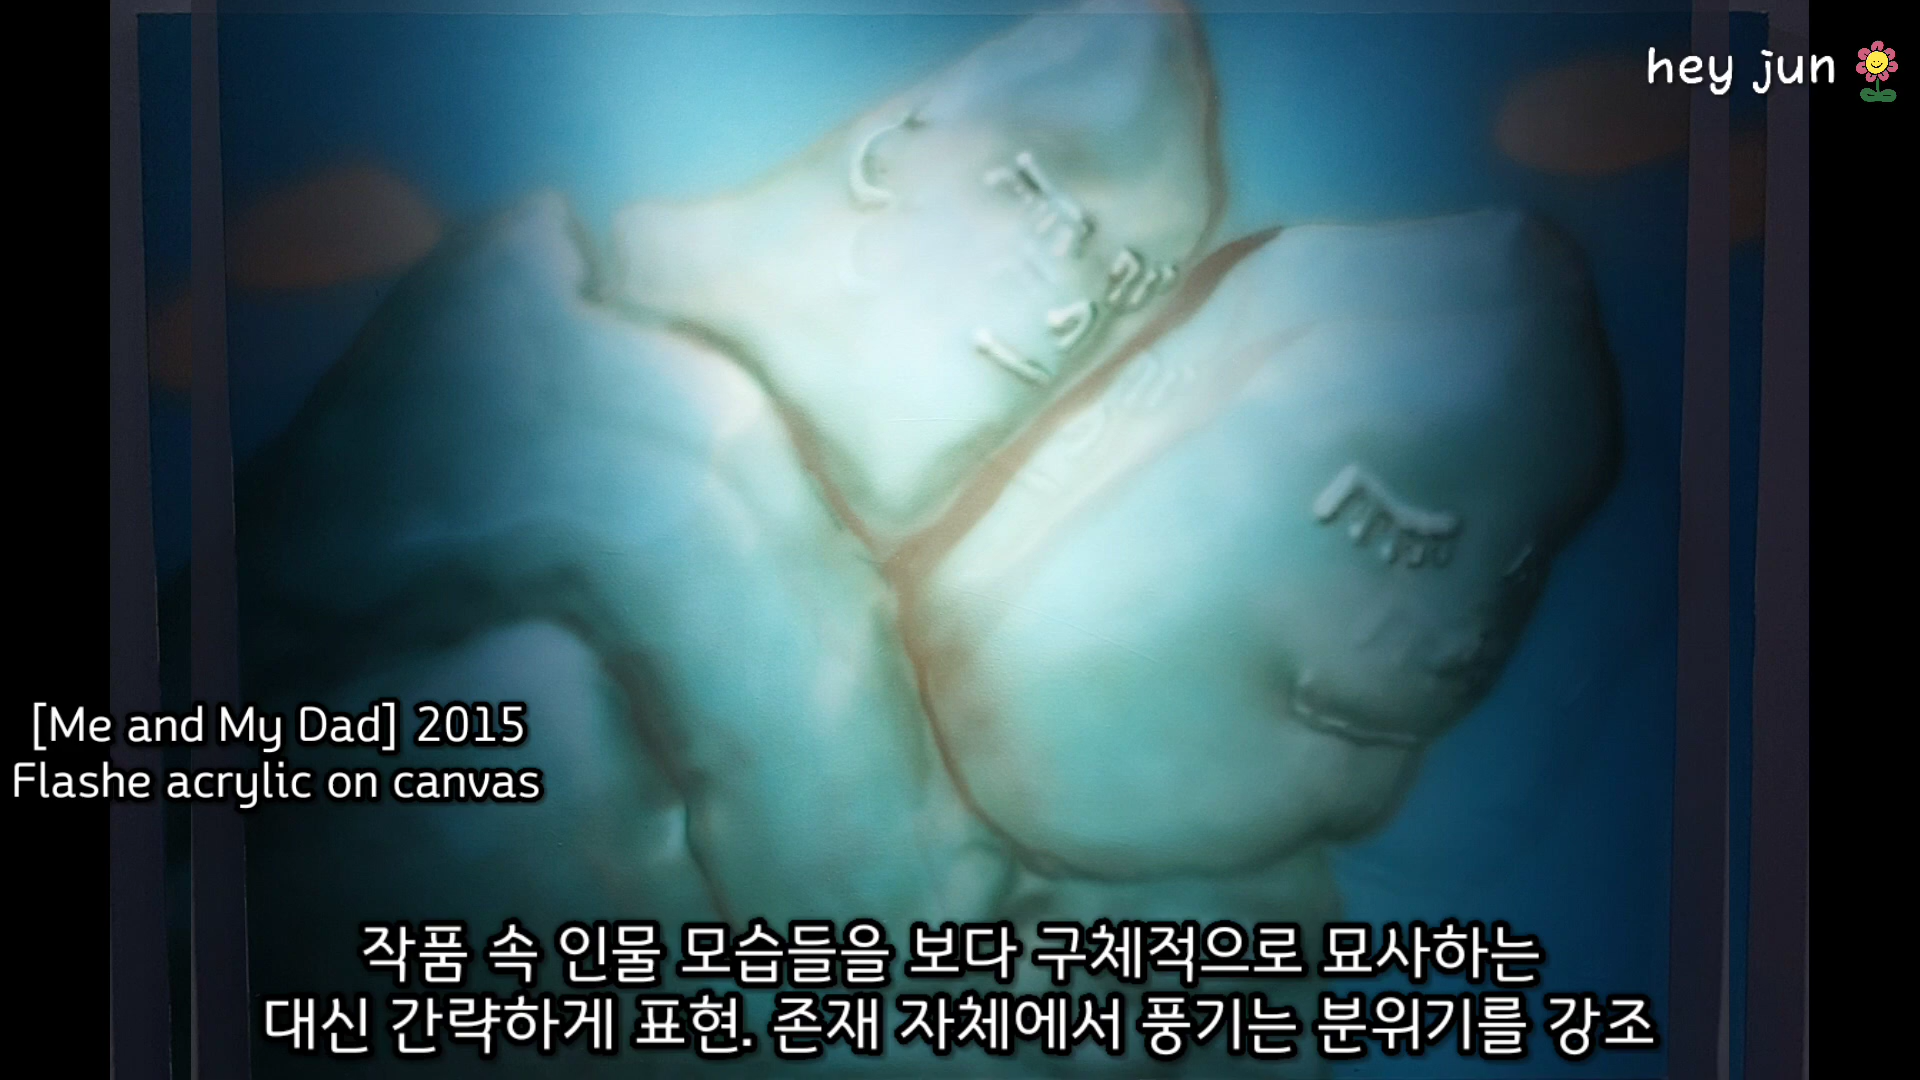 hey jun
[Me and My Dad] 2015
Flashe acrylic on canvas
작품 속 인물 모습들을 보다 구체적으로 묘사하는
대신 간략하게 표현. 존재 자체에서 풍기는 분위기를 강조